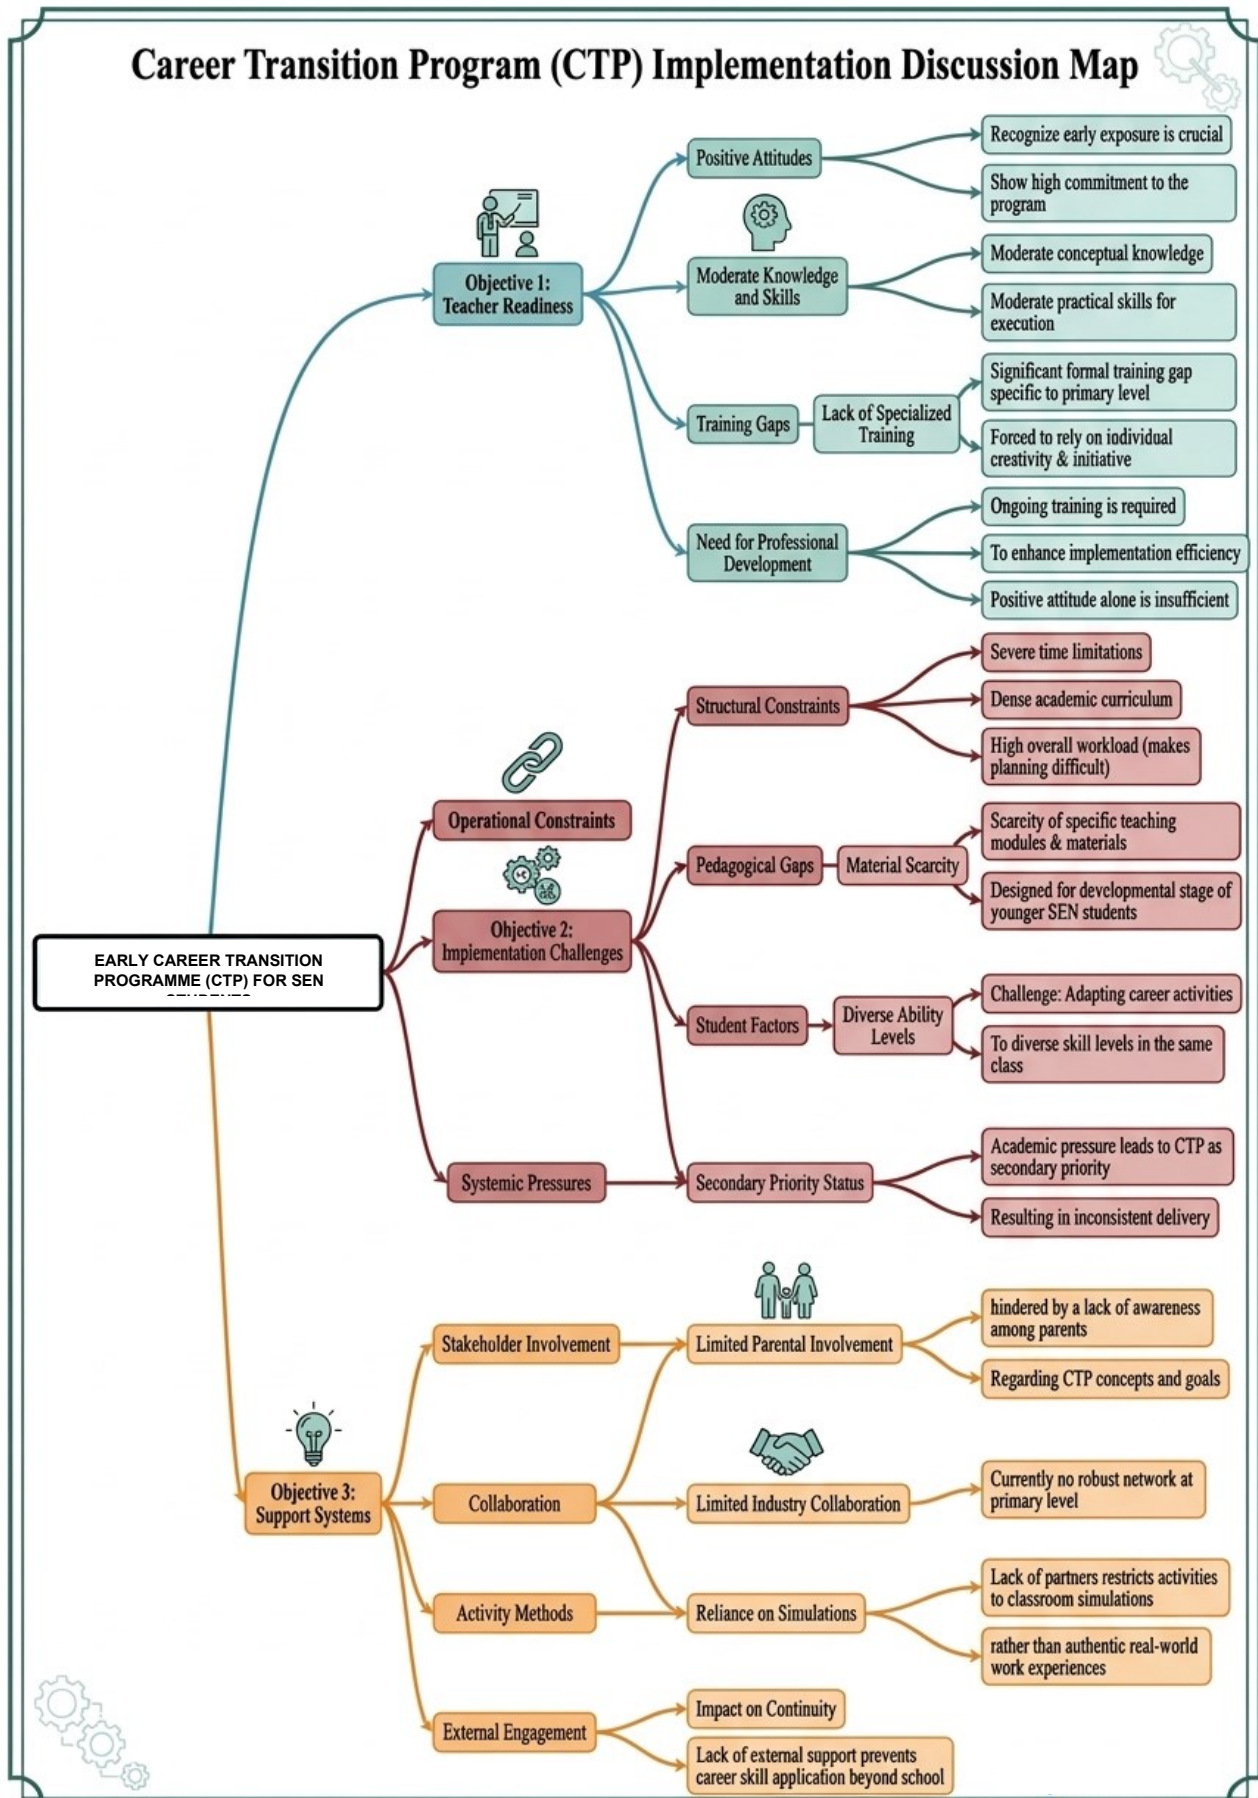 Career Transition Program (CTP) Implementation Discussion Map
Objective 1:
Teacher Readiness
Positive Attitudes
Recognize early exposure is crucial
Show high commitment to the
program
Moderate Knowledge
and Skills
Moderate conceptual knowledge
Moderate practical skills for
execution
Training Gaps
Lack of Specialized
Training
Significant formal training gap
specific to primary level
Forced to rely on iodividual
crestivity & initiative
Need for Professional
Development
Ongoing training is required
To enhance implementation efficiency
Positive attitude alone is insufficient
EARLY CAREER TRANSITION
PROGRAMME (CTP) FOR SEN
Operational Constraints
Objective 2:
Implementation Challenges
Structural Constraints
Severe time limitations
Dense academic curriculum
High overall workload (makes
planning difficult)
Pedagogical Gaps
Material Scarcity
Scarcity of specific teaching
modules & materials
Designed for devclopmental stage of
younger SEN students
Student Factors
Diverse Ability
Levels
Challenge: Adapting career activities
To diverse skill levels in the same
class
Systemic Pressures
Secondary Priority Status
Academic pressure leads to CTP as
secondary priority
Resulting in inconsistent delivery
Objective 3:
Support Systems
Stakeholder Involvement
Limited Parental Involvement
hindered by a lack of awareness
among parents
Regarding CTP concepts and goals
Collaboration
Limited Industry Collaboration
Currently no robust network at
primary level
Activity Methods
Reliance on Simulations
Lack of partners restricts activities
to classroom simulations
rather than authentic real-world
work experiences
External Engagement
Impact on Continuity
Lack of external support prevents
career skill application beyond school